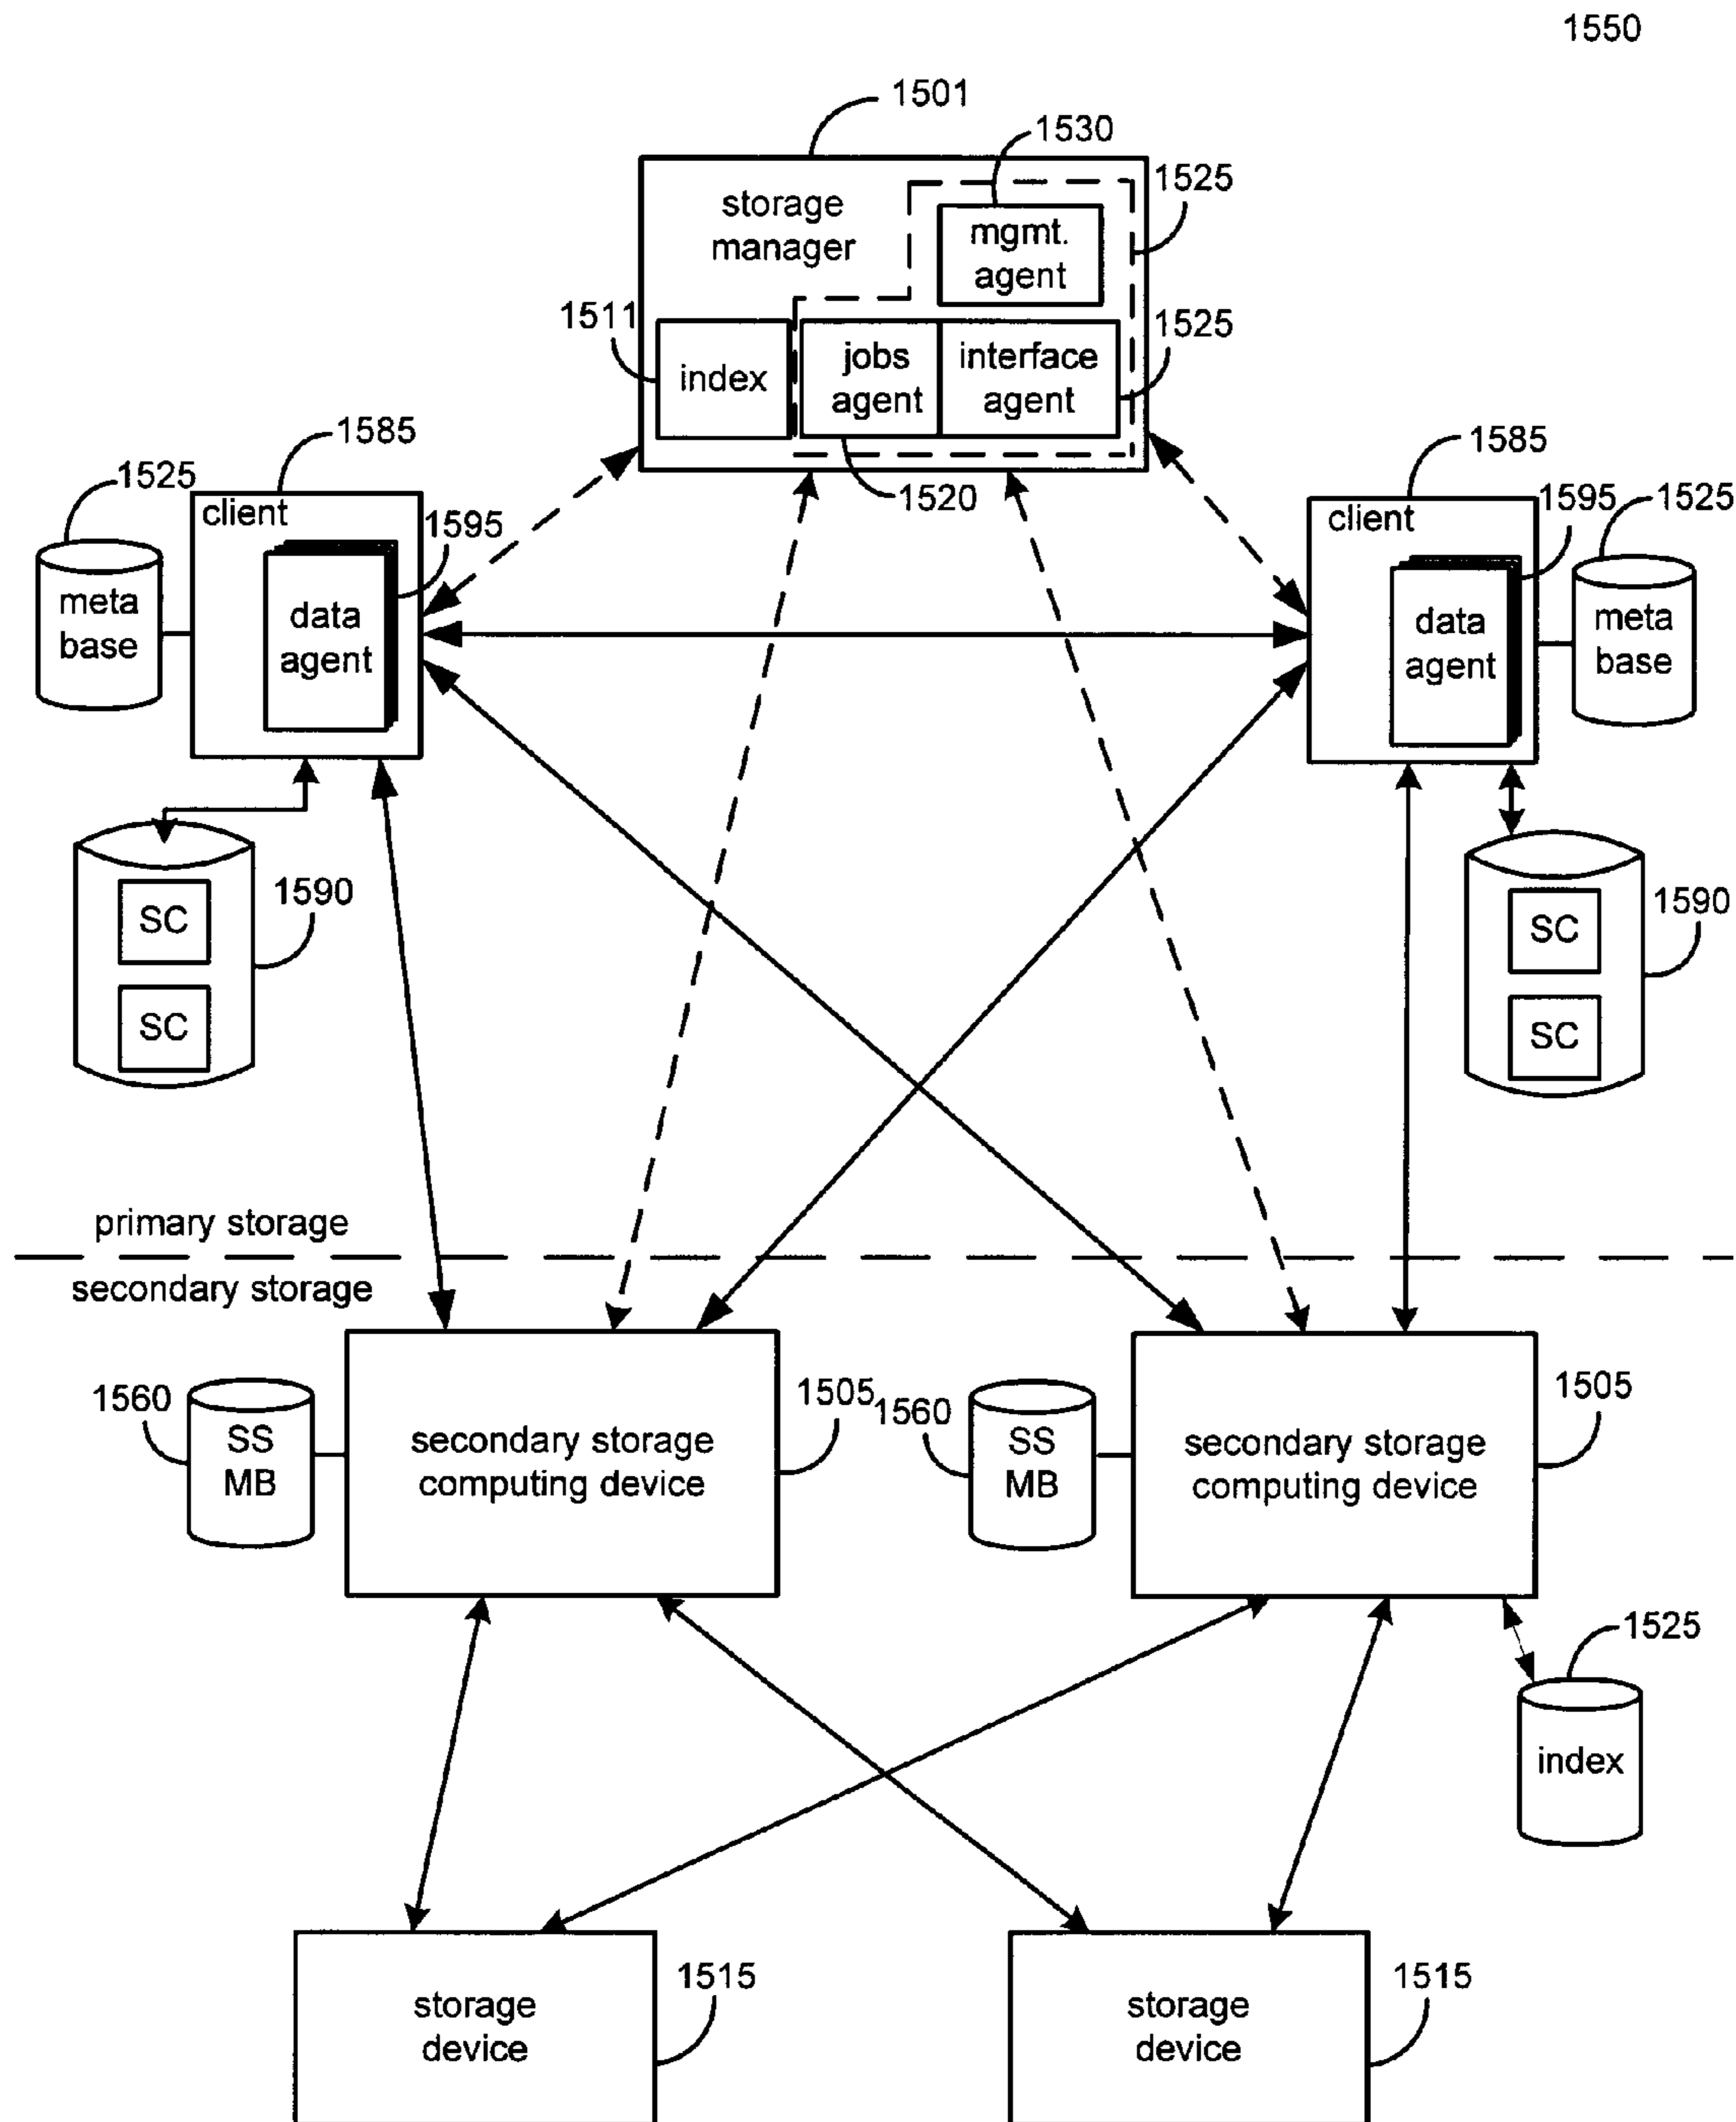 1550
1501
1530
1525
storage
manager
mgmt.
agent
1511
index
jobs
agent
interface
agent
1525
1520
1585
1525
client
1595
meta
base
data
agent
1585
client
1595
1525
data
agent
meta
base
SC
SC
1590
SC
SC
1590
primary storage
secondary storage
1560
SS
MB
secondary storage
computing device
1505
1560
SS
MB
secondary storage
computing device
1505
1525
index
storage
device
1515
storage
device
1515